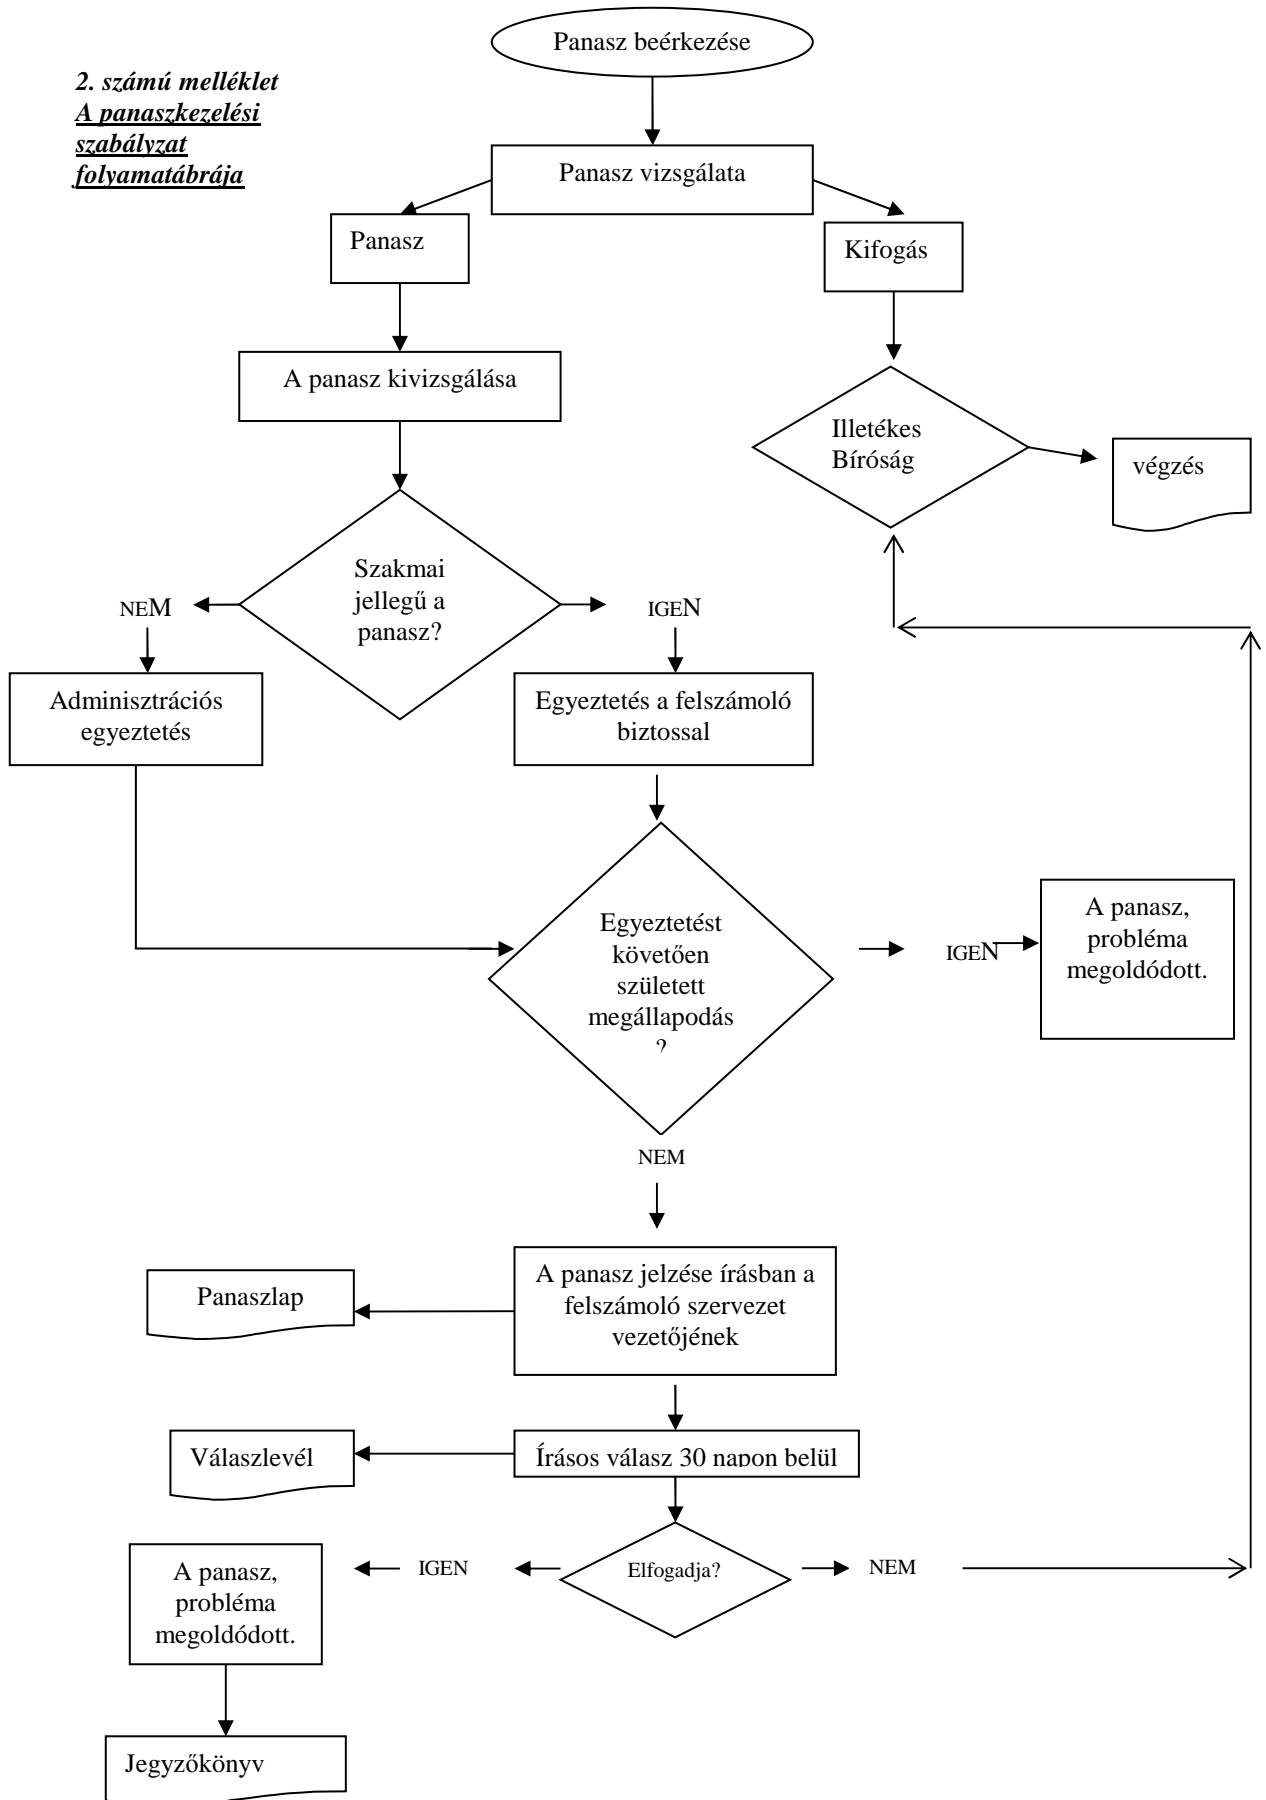 Panasz beérkezése
2. számú melléklet
A panaszkezelési
szabályzat
folyamatábrája
Panasz vizsgálata
Panasz
Kifogás
A panasz kivizsgálása
Illetékes
Bíróság
végzés
Szakmai
jellegű a
panasz?
NEM
IGEN
Adminisztrációs
egyeztetés
Egyeztetés a felszámoló
biztossal
Egyeztetést
követően
született
megállapodás
?
IGEN
A panasz,
probléma
megoldódott.
NEM
A panasz jelzése írásban a
felszámoló szervezet
vezetőjének
Panaszlap
Írásos válasz 30 napon belül
Válaszlevél
Elfogadja?
IGEN
NEM
A panasz,
probléma
megoldódott.
Jegyzőkönyv